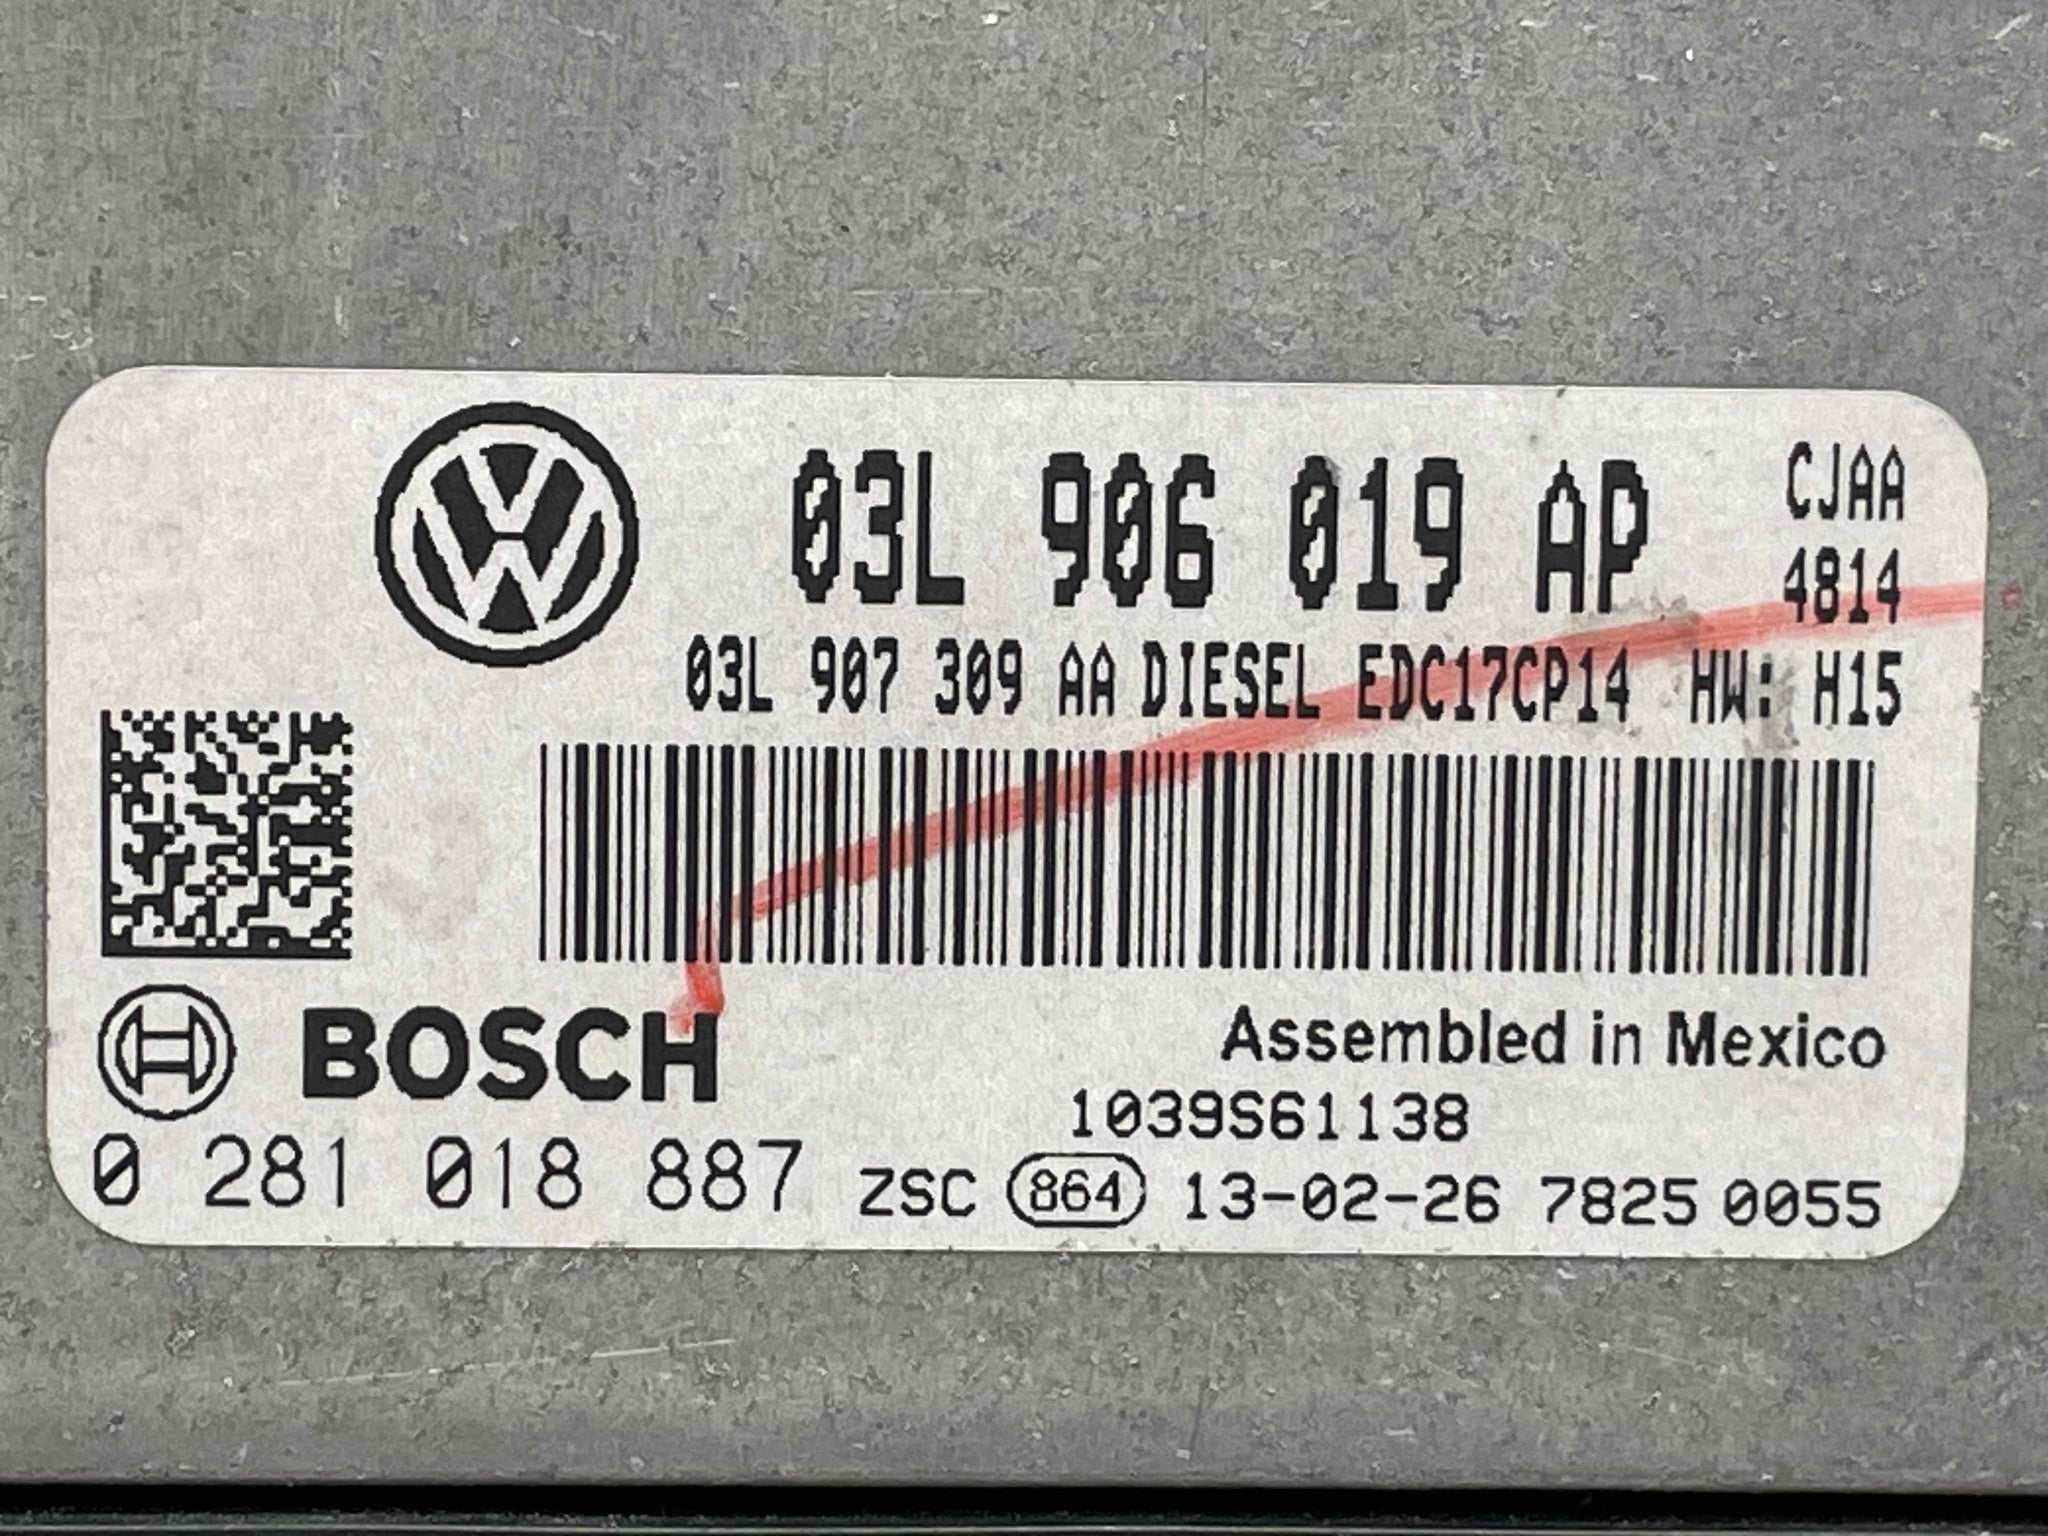 03L 906 019 AP CJAA
4814
03L 907 309 AA DIESEL EDC17CP14 HW: H15
BOSCH
Assembled in Mexico
1039S61138
0 281 018 887 ZSC 864 13-02-26 7825 0055